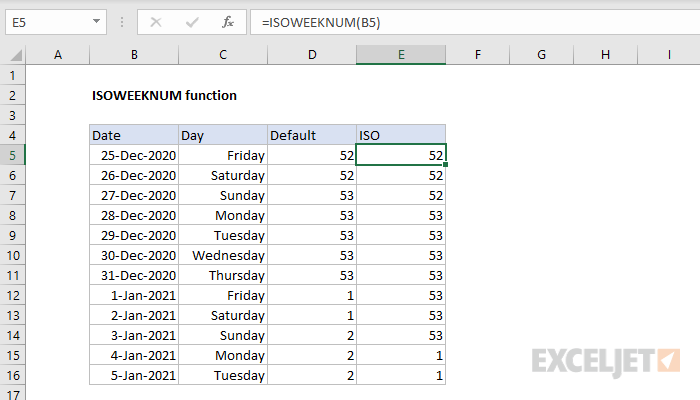 E5 =ISOWEEKNUM(B5)
A B C D E F G H I
1
2 ISOWEEKNUM function
3
4 Date Day Default ISO
5 25-Dec-2020 Friday 52 52
6 26-Dec-2020 Saturday 52 52
7 27-Dec-2020 Sunday 53 52
8 28-Dec-2020 Monday 53 53
9 29-Dec-2020 Tuesday 53 53
10 30-Dec-2020 Wednesday 53 53
11 31-Dec-2020 Thursday 53 53
12 1-Jan-2021 Friday 1 53
13 2-Jan-2021 Saturday 1 53
14 3-Jan-2021 Sunday 2 53
15 4-Jan-2021 Monday 2 1
16 5-Jan-2021 Tuesday 2 1
17
EXCELJET